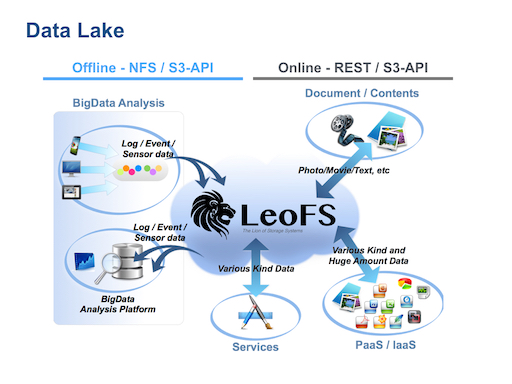 Data Lake
Offline - NFS / S3-API
Online - REST / S3-API
BigData Analysis
Document / Contents
Log / Event /
Sensor data
Photo/Movie/Text, etc
LeoFS
The Lion of Storage Systems
Log / Event /
Sensor data
Various Kind and
Huge Amount Data
Various Kind Data
BigData
Analysis Platform
Services
PaaS / IaaS